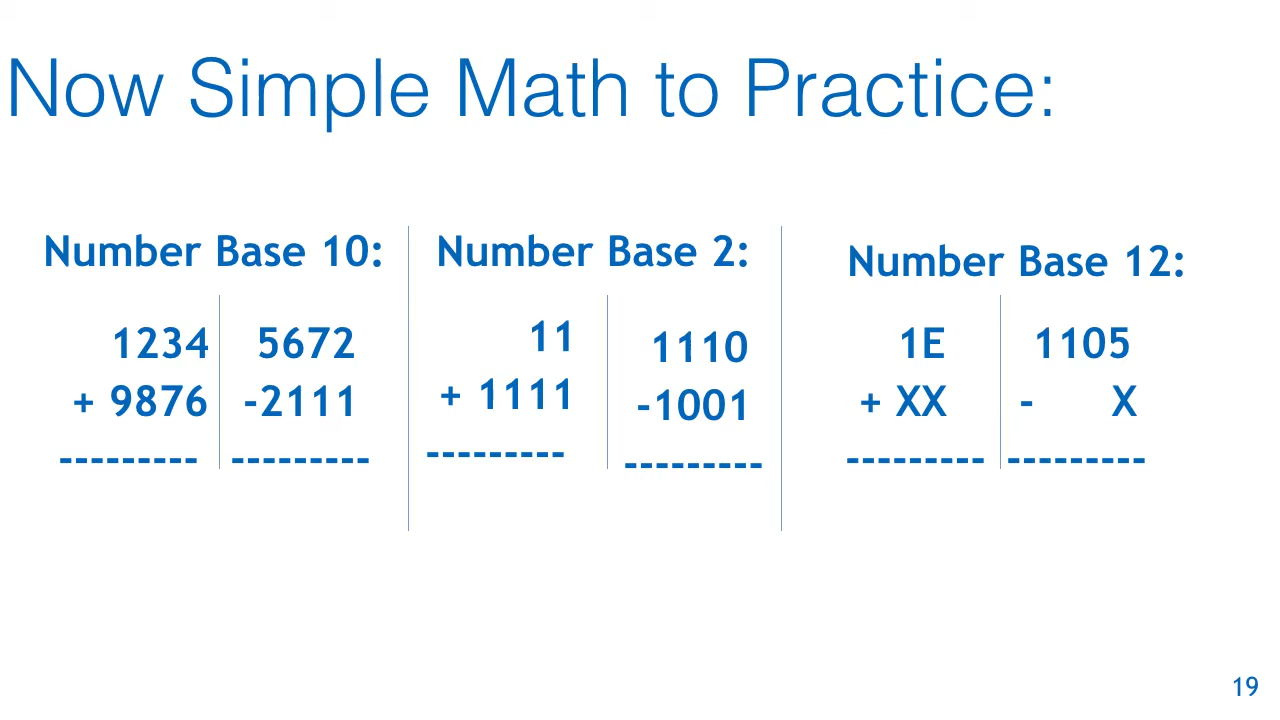 Now Simple Math to Practice:
Number Base 10:
1234
+ 9876
---------
5672
-2111
---------
Number Base 2:
11
+ 1111
---------
1110
-1001
---------
Number Base 12:
1E
+ XX
---------
1105
- X
---------
19